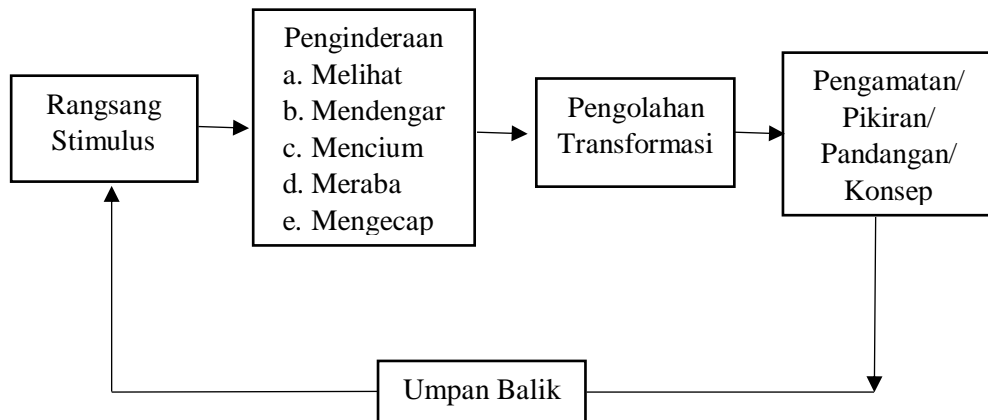 Rangsang
Stimulus
Penginderaan
a. Melihat
b. Mendengar
c. Mencium
d. Meraba
e. Mengecap
Pengolahan
Transformasi
Pengamatan/
Pikiran/
Pandangan/
Konsep
Umpan Balik